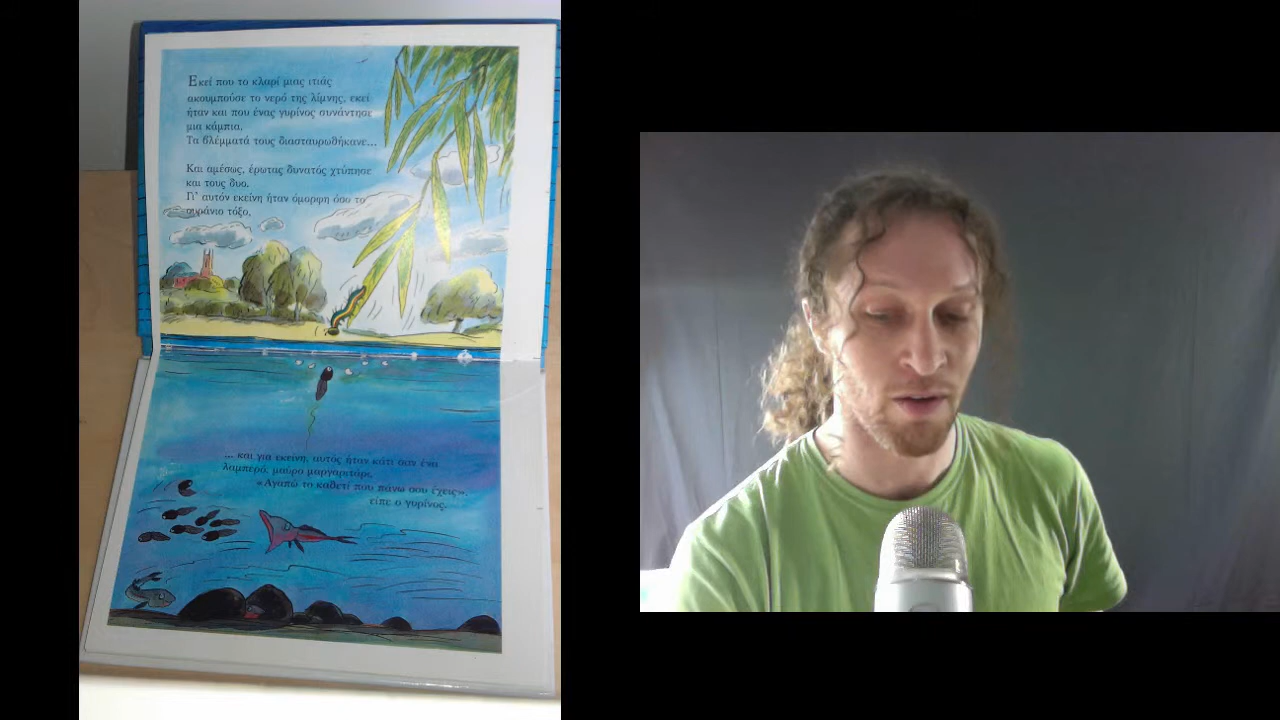 Εκεί που το κλαρί μιας ιτιάς
ακουμπούσε το νερό της λίμνης, εκεί
ήταν και που ένας γυρίνος συνάντησε
μια κάμπια.
Τα βλέμματά τους διασταυρωθήκανε...
Και αμέσως, έρωτας δυνατός χτύπησε
και τους δυο.
Γι' αυτόν εκείνη ήταν όμορφη όσο το
ουράνιο τόξο,
... και για εκείνη, αυτός ήταν κάτι σαν ένα
λαμπερό, μαύρο μαργαριτάρι.
«Αγαπώ το καθετί που πάνω σου έχεις»,
είπε ο γυρίνος.